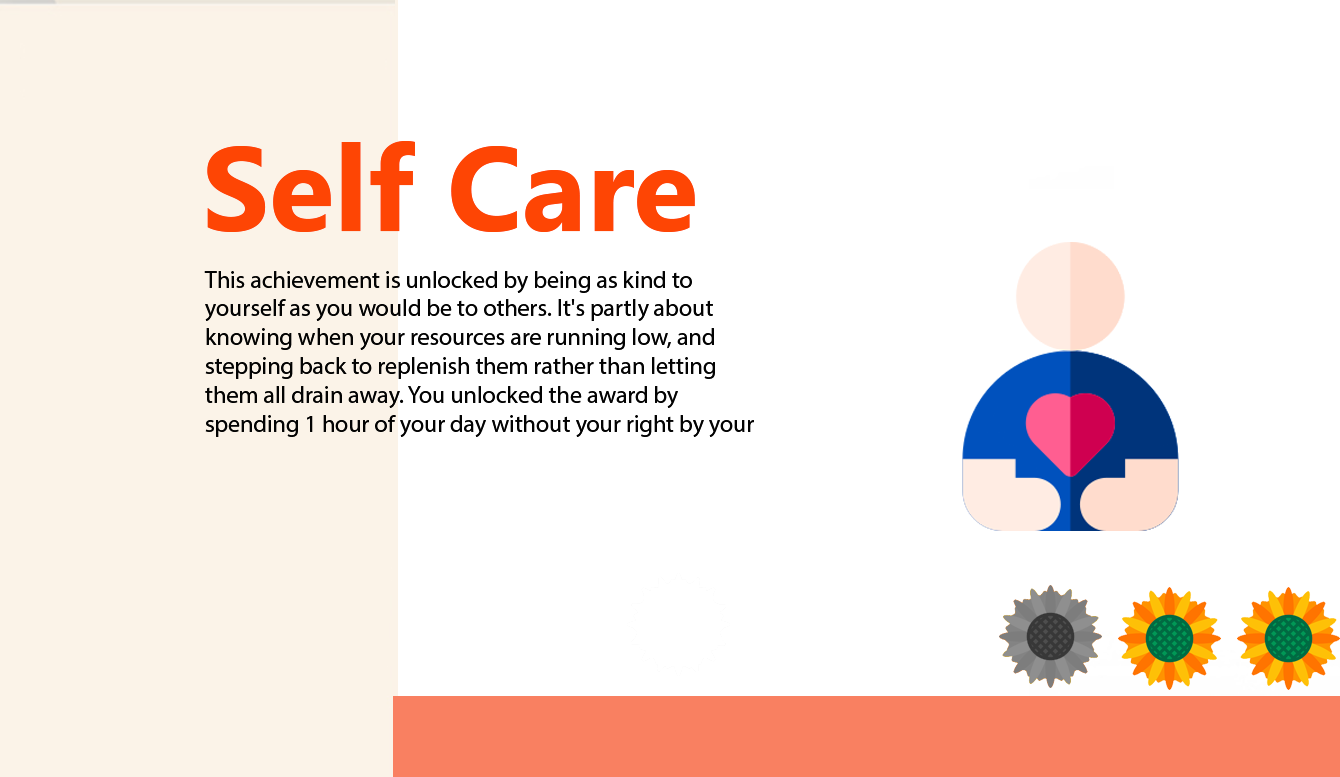 Self Care
This achievement is unlocked by being as kind to
yourself as you would be to others. It's partly about
knowing when your resources are running low, and
stepping back to replenish them rather than letting
them all drain away. You unlocked the award by
spending 1 hour of your day without your right by your